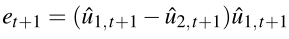 $e_{t+1} = (\hat{u}_{1,t+1} - \hat{u}_{2,t+1})\hat{u}_{1,t+1}$